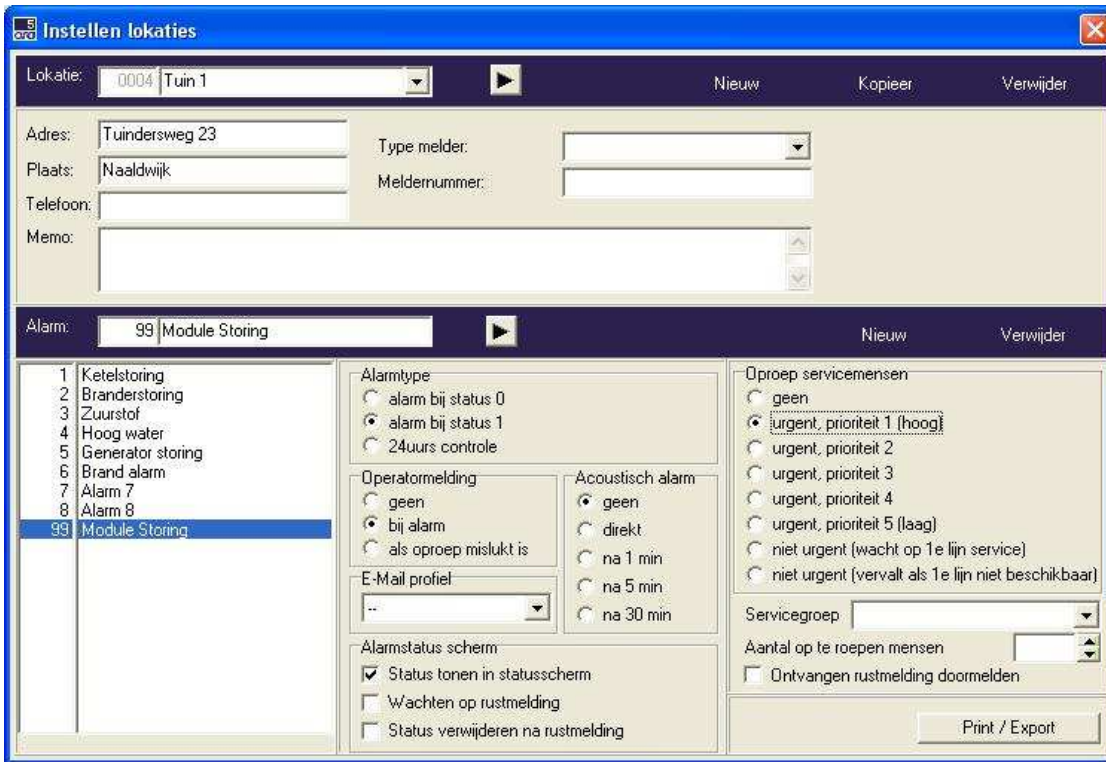 5
ara
Instellen lokaties
Lokatie: 0004 Tuin 1
Nieuw Kopieer Verwijder
Adres: Tuindersweg 23
Plaats: Naaldwijk
Telefoon:
Memo:
Type melder:
Meldernummer:
Alarm: 99 Module Storing
Nieuw Verwijder
1 Ketelstoring
2 Branderstoring
3 Zuurstof
4 Hoog water
5 Generator storing
6 Brand alarm
7 Alarm 7
8 Alarm 8
99 Module Storing
Alarmtype
alarm bij status 0
alarm bij status 1
24uurs controle
Operatormelding
geen
bij alarm
als oproep mislukt is
E-Mail profiel
--
Acoustisch alarm
geen
direkt
na 1 min
na 5 min
na 30 min
Alarmstatus scherm
Status tonen in statusscherm
Wachten op rustmelding
Status verwijderen na rustmelding
Oproep servicemensen
geen
urgent, prioriteit 1 (hoog)
urgent, prioriteit 2
urgent, prioriteit 3
urgent, prioriteit 4
urgent, prioriteit 5 (laag)
niet urgent (wacht op 1e lijn service)
niet urgent (vervalt als 1e lijn niet beschikbaar)
Servicegroep
Aantal op te roepen mensen
Ontvangen rustmelding doormelden
Print / Export